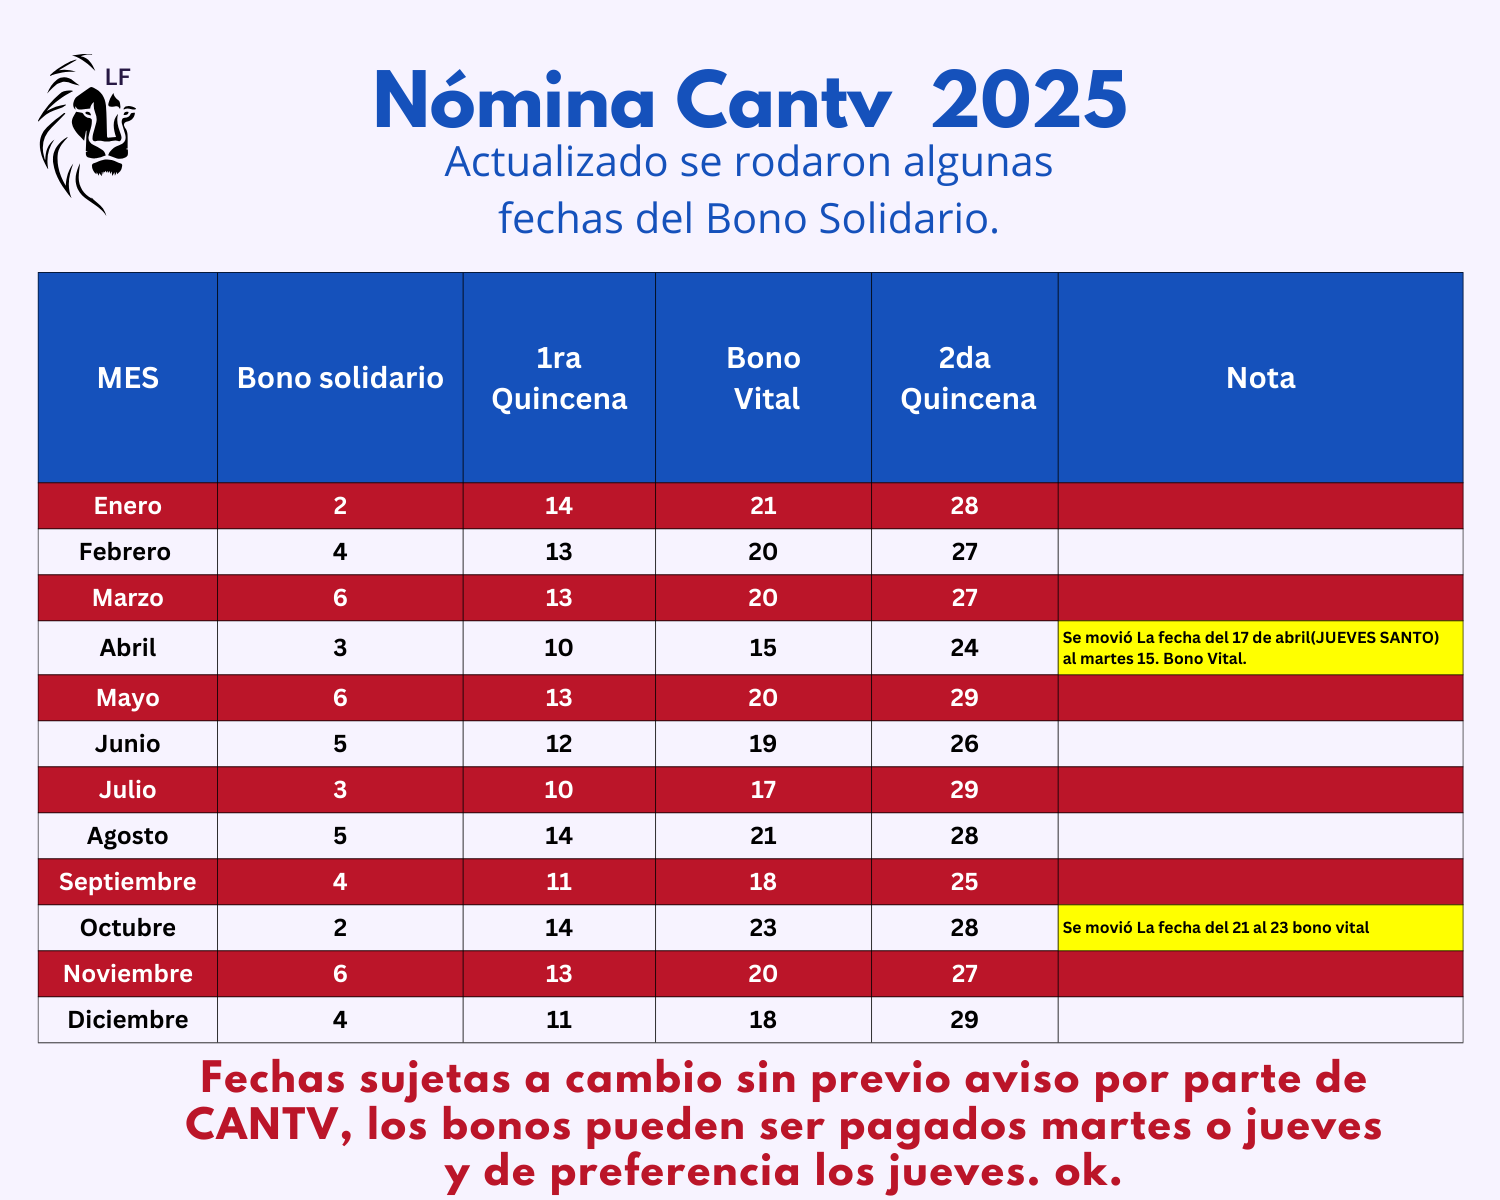 LF
Nómina Cantv 2025
Actualizado se rodaron algunas
fechas del Bono Solidario.
MES Bono solidario 1ra Quincena Bono Vital 2da Quincena Nota
Enero 2 14 21 28
Febrero 4 13 20 27
Marzo 6 13 20 27
Abril 3 10 15 24 Se movió La fecha del 17 de abril(JUEVES SANTO)
al martes 15. Bono Vital.
Mayo 6 13 20 29
Junio 5 12 19 26
Julio 3 10 17 29
Agosto 5 14 21 28
Septiembre 4 11 18 25
Octubre 2 14 23 28 Se movió La fecha del 21 al 23 bono vital
Noviembre 6 13 20 27
Diciembre 4 11 18 29
Fechas sujetas a cambio sin previo aviso por parte de
CANTV, los bonos pueden ser pagados martes o jueves
y de preferencia los jueves. ok.